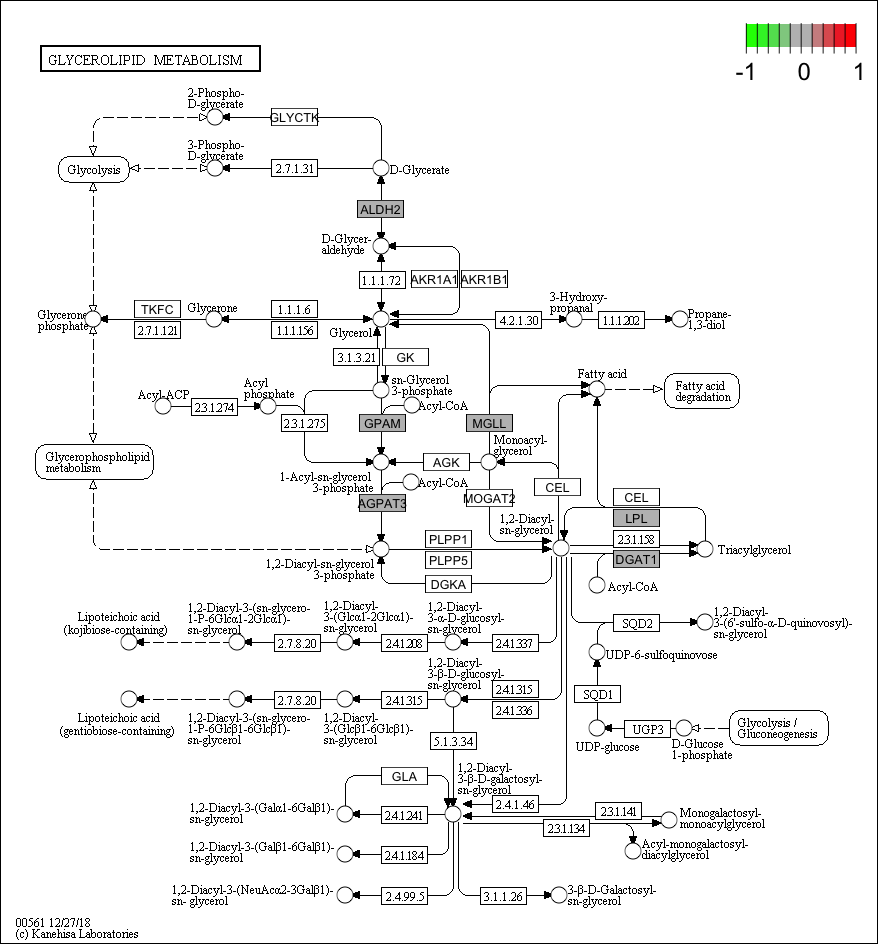 GLYCEROLIPID METABOLISM
-1 0 1
2-Phospho-
D-glycerate
GLYCTK
3-Phospho-
D-glycerate
Glycolysis
2.7.1.31
D-Glycerate
ALDH2
D-Glycer-
aldehyde
1.1.1.72
AKR1A1
AKR1B1
Glycerone
phosphate
TKFC
2.7.1.121
Glycerone
1.1.1.6
1.1.1.156
Glycerol
4.2.1.30
3-Hydroxy-
propanal
1.1.1202
Propane-
1,3-diol
3.1.3.21
GK
Acyl-ACP
2.3.1.274
Acyl
phosphate
2.3.1.275
sn-Glycerol
3-phosphate
Acyl-CoA
GPAM
MGLL
Fatty acid
Fatty acid
degradation
Monoacyl-
glycerol
Glycerophospholipid
metabolism
1-Acyl-sn-glycerol
3-phosphate
AGK
Acyl-CoA
AGPAT3
MOGAT2
CEL
CEL
LPL
2.3.1.158
DGAT1
1,2-Diacyl-
sn-glycerol
Triacylglycerol
PLPP1
PLPP5
DGKA
1,2-Diacyl-sn-glycerol
3-phosphate
Acyl-CoA
Lipoteichoic acid
(kojibiose-containing)
1,2-Diacyl-3-(sn-glycero-
1-P-6Glcα1-2Glcα1)-
sn-glycerol
2.7.8.20
1,2-Diacyl-
3-(Glcα1-2Glcα1)-
sn-glycerol
2.4.1208
1,2-Diacyl-
3-α-D-glucosyl-
sn-glycerol
2.4.1337
SQD2
1,2-Diacyl-
3-(6'-sulfo-α-D-quinovosyl)-
sn-glycerol
UDP-6-sulfoquinovose
1,2-Diacyl-
3-β-D-glucosyl-
sn-glycerol
2.4.1315
2.4.1336
SQD1
2.7.8.20
2.4.1315
Lipoteichoic acid
(gentiobiose-containing)
1,2-Diacyl-3-(sn-glycero-
1-P-6Glcβ1-6Glcβ1)-
sn-glycerol
1,2-Diacyl-
3-(Glcβ1-6Glcβ1)-
sn-glycerol
5.1.3.34
UDP-glucose
UGP3
D-Glucose
1-phosphate
Glycolysis /
Gluconeogenesis
1,2-Diacyl-
3-β-D-galactosyl-
sn-glycerol
GLA
2.4.1.46
1,2-Diacyl-3-(Galα1-6Galβ1)-
sn-glycerol
2.4.1241
2.3.1.141
2.3.1.134
Monogalactosyl-
monoacylglycerol
Acyl-monogalactosyl-
diacylglycerol
1,2-Diacyl-3-(Galβ1-6Galβ1)-
sn-glycerol
2.4.1.184
1,2-Diacyl-3-(NeuAcα2-3Galβ1)-
sn- glycerol
2.4.99.5
3.1.1.26
3-β-D-Galactosyl-
sn-glycerol
00561 12/27/18
(c) Kanehisa Laboratories